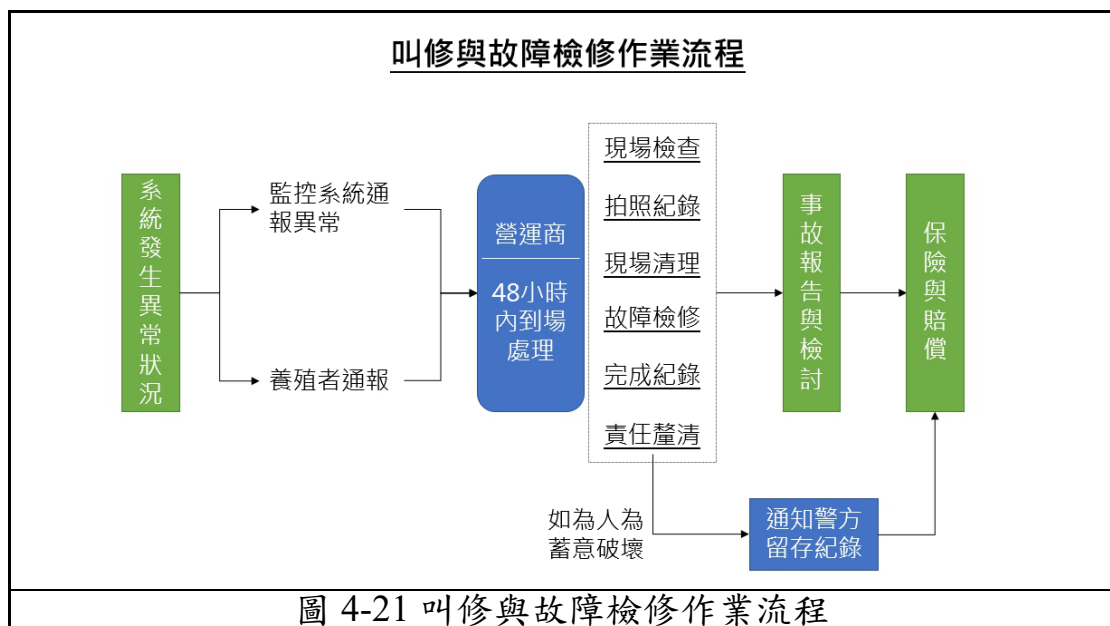 叫修與故障檢修作業流程
系統發生異常狀況
監控系統通
報異常
養殖者通報
營運商
48小時
內到場
處理
現場檢查
拍照紀錄
現場清理
故障檢修
完成紀錄
責任釐清
事故報告與檢討
保險與賠償
如為人為
蓄意破壞
通知警方
留存紀錄
圖 4-21 叫修與故障檢修作業流程